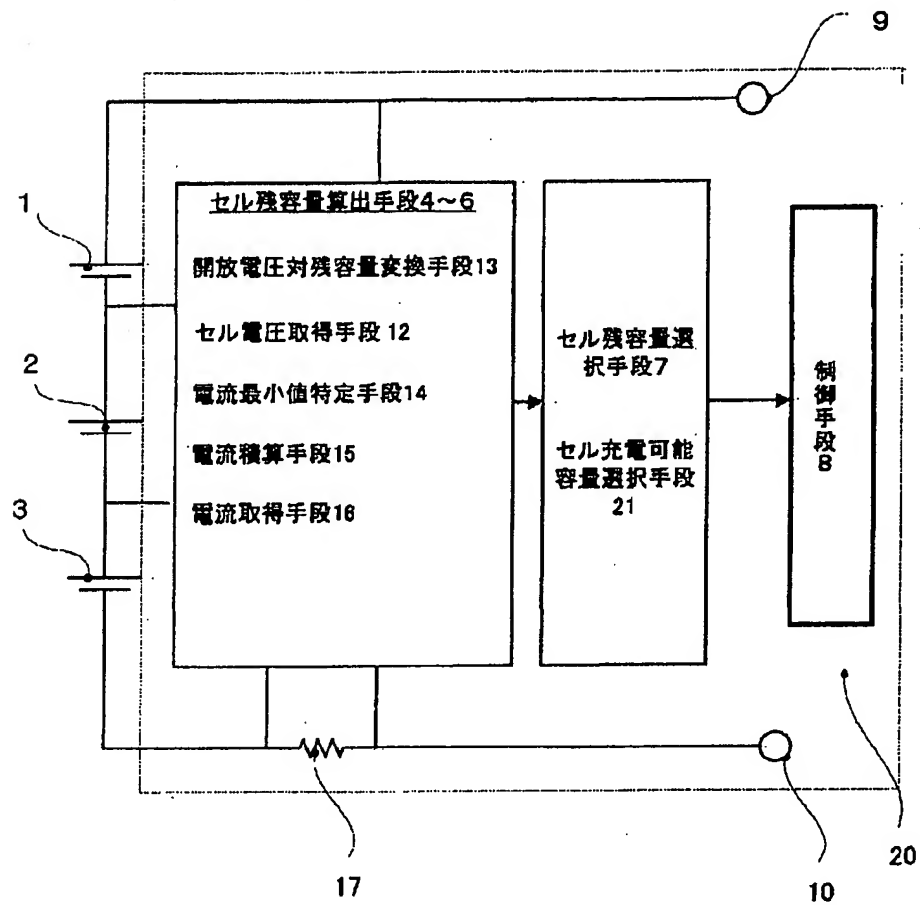 9
1
セル残容量算出手段4~6
開放電圧対残容量変換手段13
セル電圧取得手段 12
電流最小値特定手段14
電流積算手段15
電流取得手段16
2
3
セル残容量選
択手段7
セル充電可能
容量選択手段
21
制御手段8
17
10
20